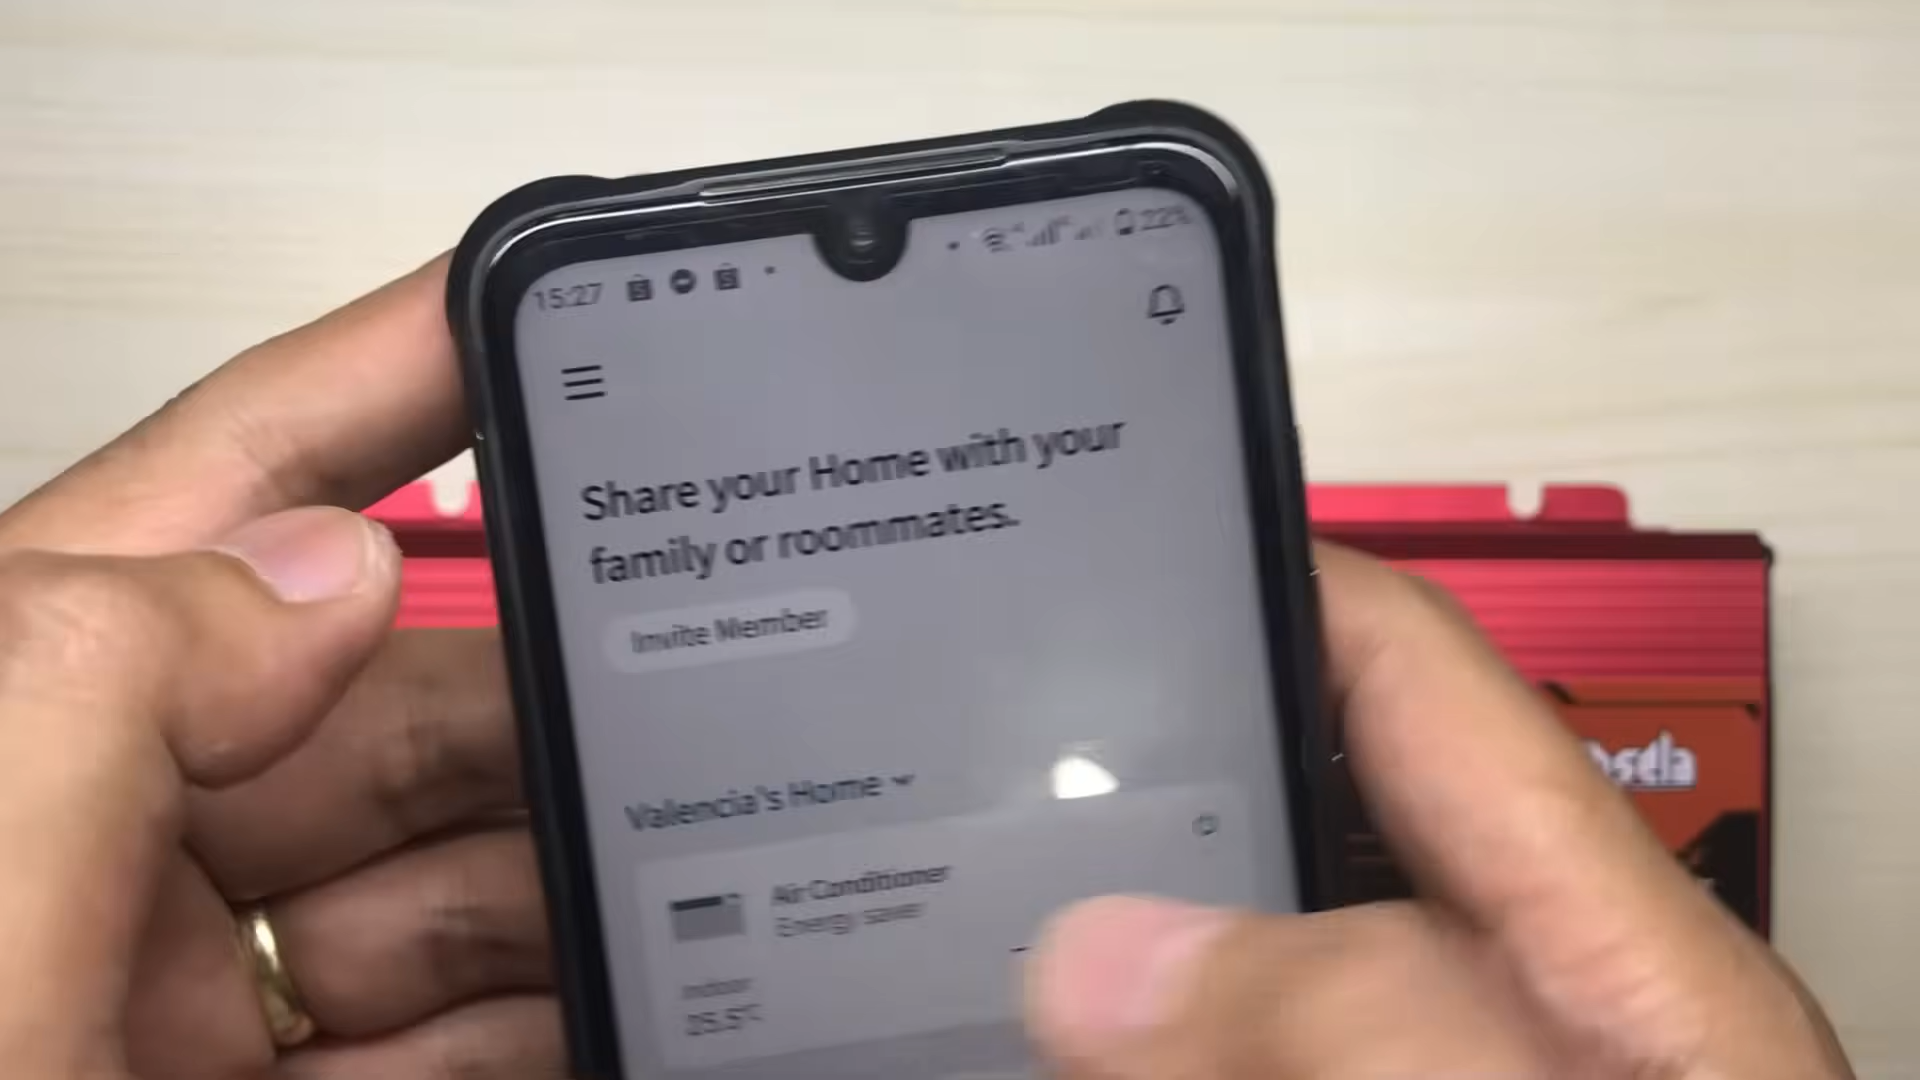 15:27
22%
Share your Home with your
family or roommates.
Invite Member
Valencia's Home
Air Conditioner
Energy saver
Indoor